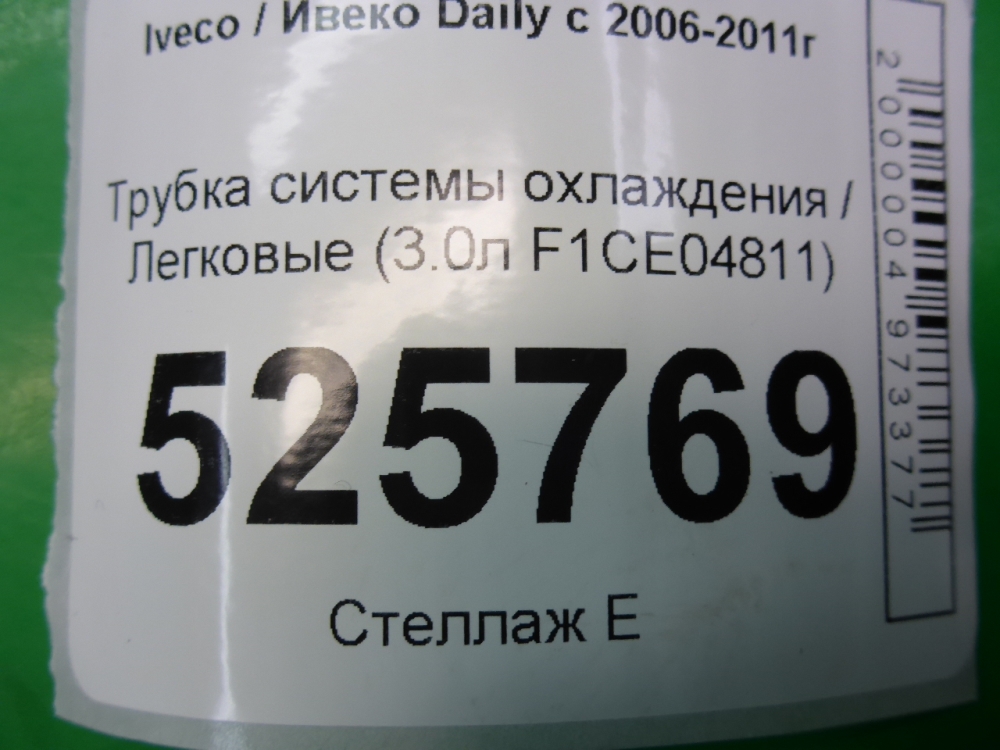 Iveco / Ивеко Daily с 2006-2011г
Трубка системы охлаждения /
Легковые (3.0л F1CE04811)
525769
Стеллаж Е
2000004973377